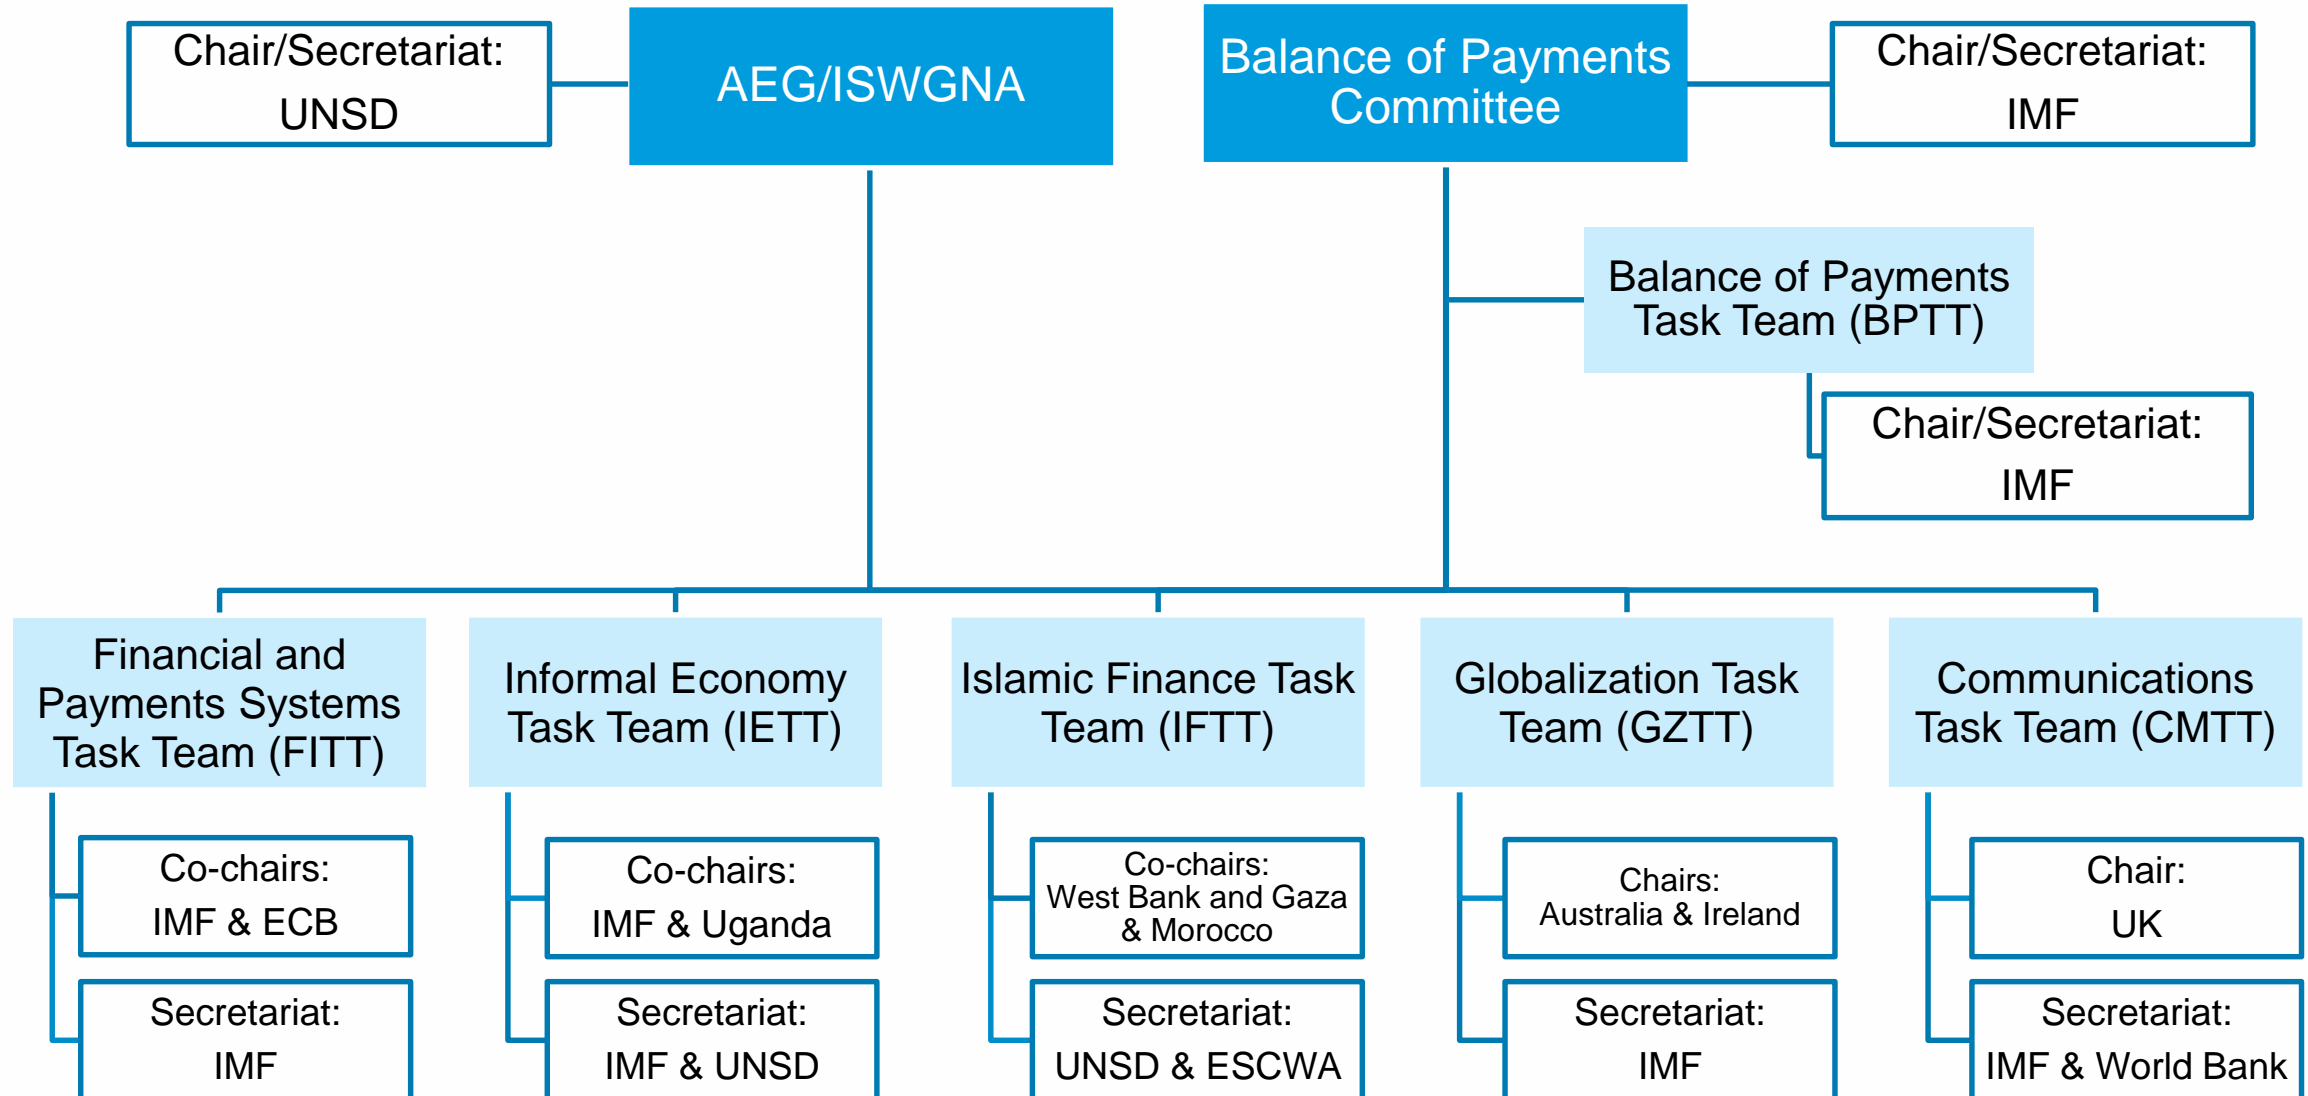 Chair/Secretariat:
UNSD
AEG/ISWGNA
Balance of Payments
Committee
Chair/Secretariat:
IMF
Balance of Payments
Task Team (BPTT)
Chair/Secretariat:
IMF
Financial and
Payments Systems
Task Team (FITT)
Informal Economy
Task Team (IETT)
Islamic Finance Task
Team (IFTT)
Globalization Task
Team (GZTT)
Communications
Task Team (CMTT)
Co-chairs:
IMF & ECB
Co-chairs:
IMF & Uganda
Co-chairs:
West Bank and Gaza
& Morocco
Chairs:
Australia & Ireland
Chair:
UK
Secretariat:
IMF
Secretariat:
IMF & UNSD
Secretariat:
UNSD & ESCWA
Secretariat:
IMF
Secretariat:
IMF & World Bank